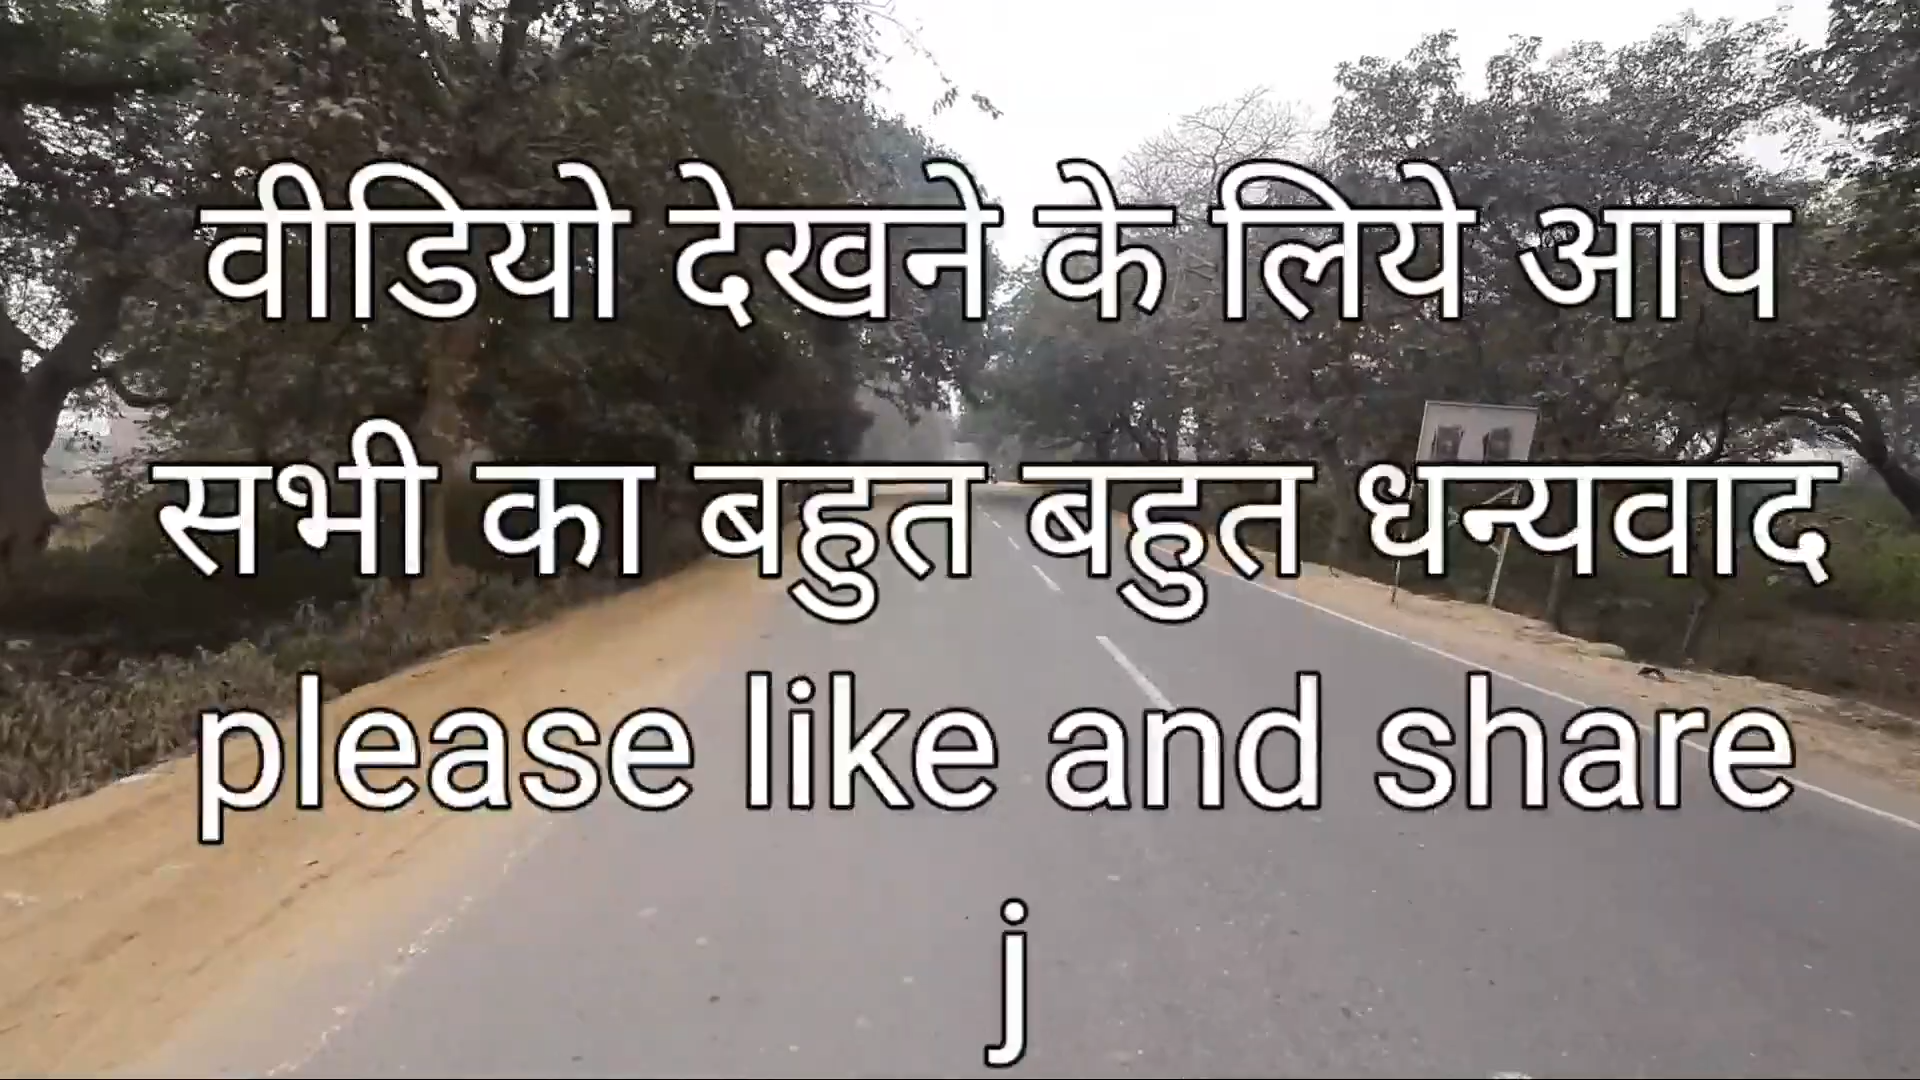 वीडियो देखने के लिये आप
सभी का बहुत बहुत धन्यवाद
please like and share
j